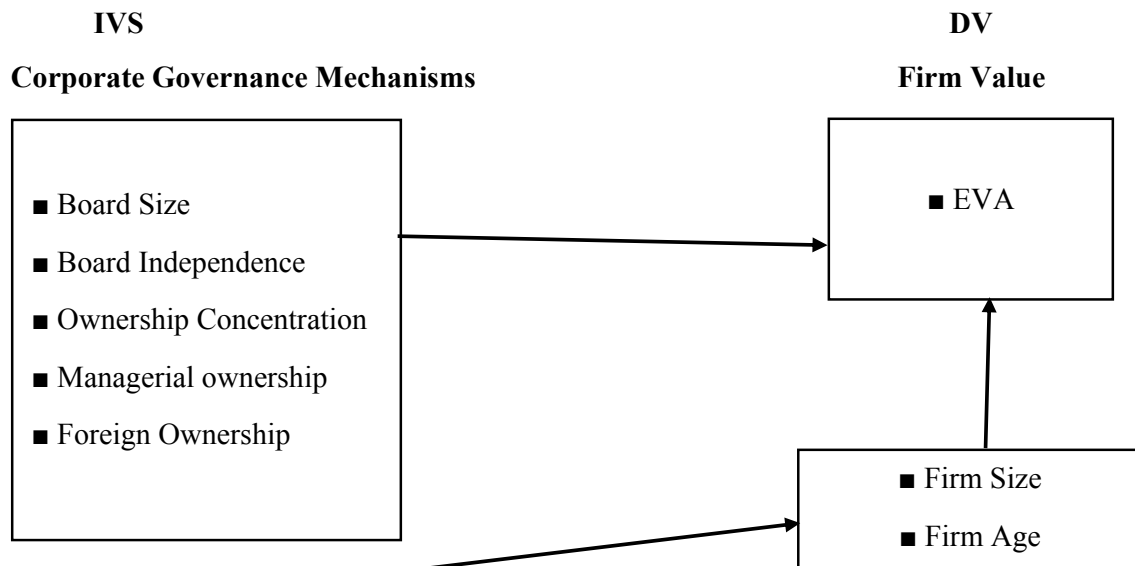 IVS
Corporate Governance Mechanisms
■ Board Size
■ Board Independence
■ Ownership Concentration
■ Managerial ownership
■ Foreign Ownership
DV
Firm Value
■ EVA
■ Firm Size
■ Firm Age